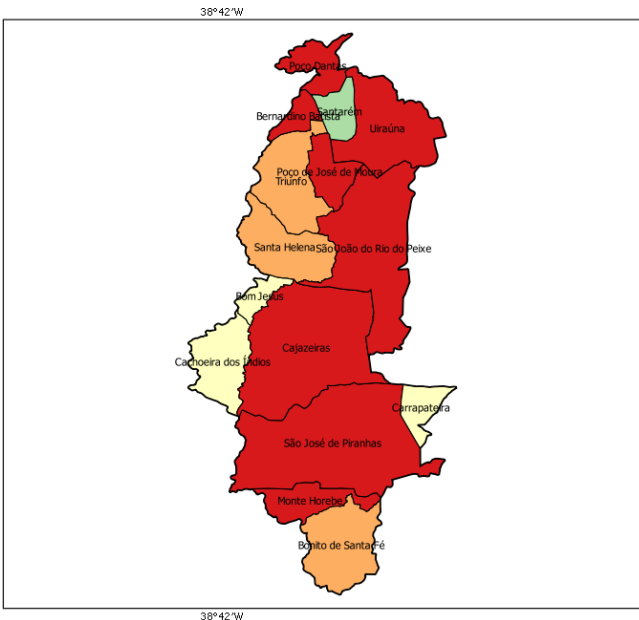 38°42'W
Poço Dantas
Santarém
Bernardino Batista
Uiraúna
Poço de José de Moura
Triunfo
Santa Helena
São João do Rio do Peixe
Bom Jesus
Cajazeiras
Cachoeira dos Índios
Carrapateira
São José de Piranhas
Monte Horebe
Bonito de Santa Fé
38°42'W